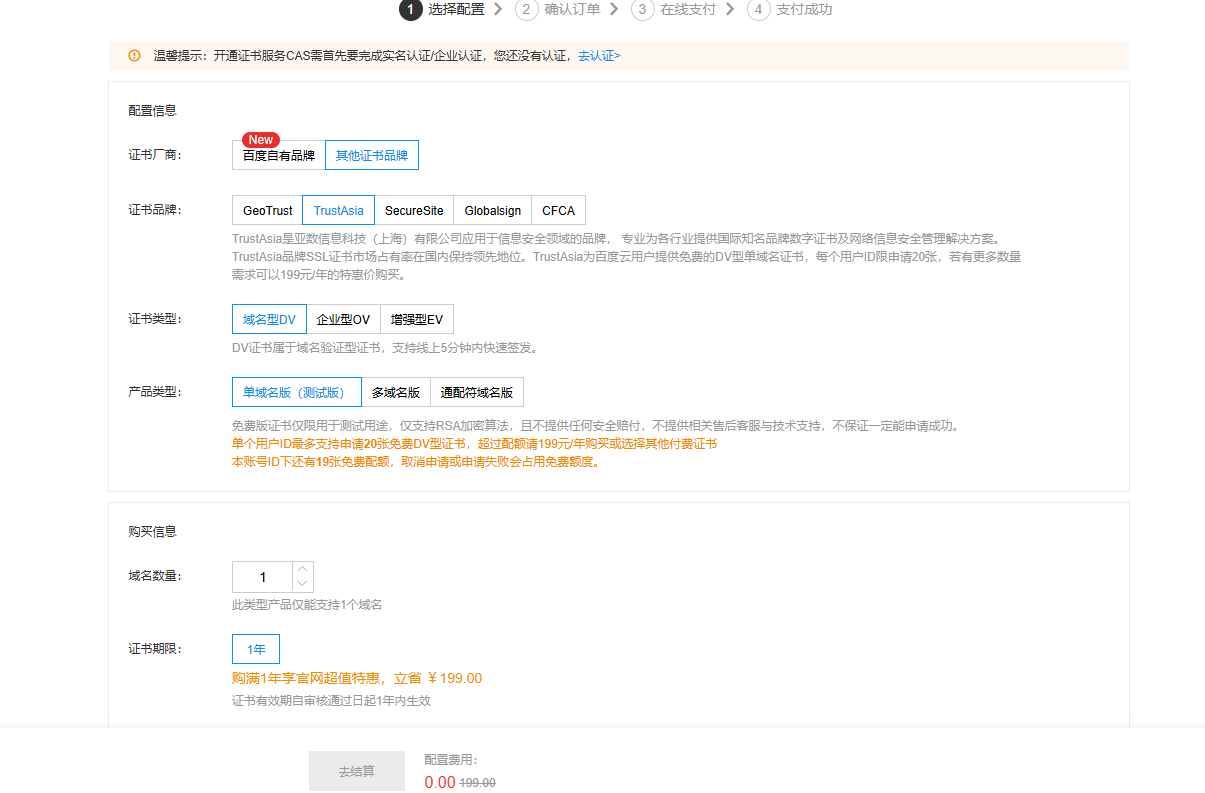 1 选择配置 2 确认订单 3 在线支付 4 支付成功
温馨提示：开通证书服务CAS需首先要完成实名认证/企业认证，您还没有认证，去认证>
配置信息
New
证书厂商： 百度自有品牌 其他证书品牌
证书品牌： GeoTrust TrustAsia SecureSite Globalsign CFCA
TrustAsia是亚数信息科技（上海）有限公司应用于信息安全领域的品牌， 专业为各行业提供国际知名品牌数字证书及网络信息安全管理解决方案。
TrustAsia品牌SSL证书市场占有率在国内保持领先地位。TrustAsia为百度云用户提供免费的DV型单域名证书，每个用户ID限申请20张，若有更多数量
需求可以199元/年的特惠价购买。
证书类型： 域名型DV 企业型OV 增强型EV
DV证书属于域名验证型证书，支持线上5分钟内快速签发。
产品类型： 单域名版（测试版） 多域名版 通配符域名版
免费版证书仅限用于测试用途，仅支持RSA加密算法，且不提供任何安全赔付，不提供相关售后客服与技术支持，不保证一定能申请成功。
单个用户ID最多支持申请20张免费DV型证书，超过配额请199元/年购买或选择其他付费证书
本账号ID下还有19张免费配额，取消申请或申请失败会占用免费额度。
购买信息
域名数量： 1
此类型产品仅能支持1个域名
证书期限： 1年
购满1年享官网超值特惠，立省 ￥199.00
证书有效期自审核通过日起1年内生效
去结算 配置费用：
0.00 199.00